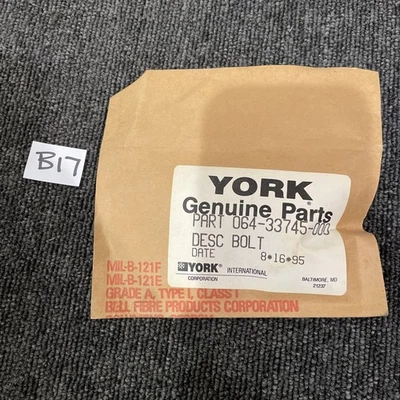 B17
YORK
Genuine Parts
PART 064-33745-003
DESC BOLT
DATE 8*16*95
YORK INTERNATIONAL
CORPORATION
BALTIMORE, MD
21237
MIL-B-121F
MIL-B-121E
GRADE A, TYPE I, CLASS I
BELL FIBRE PRODUCTS CORPORATION